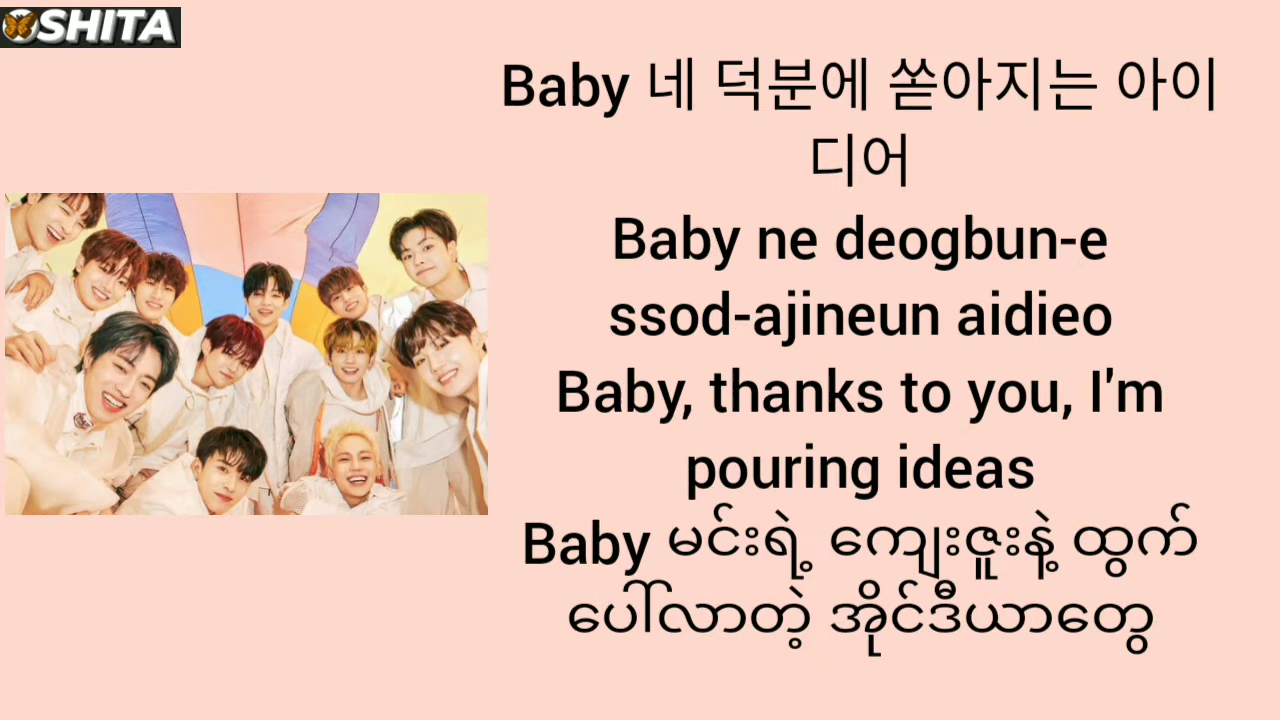 SHITA
Baby 네 덕분에 쏟아지는 아이
디어
Baby ne deogbun-e
ssod-ajineun aidieo
Baby, thanks to you, I'm
pouring ideas
Baby မင်းရဲ့ ကျေးဇူးနဲ့ ထွက်
ပေါ်လာတဲ့ အိုင်ဒီယာတွေ